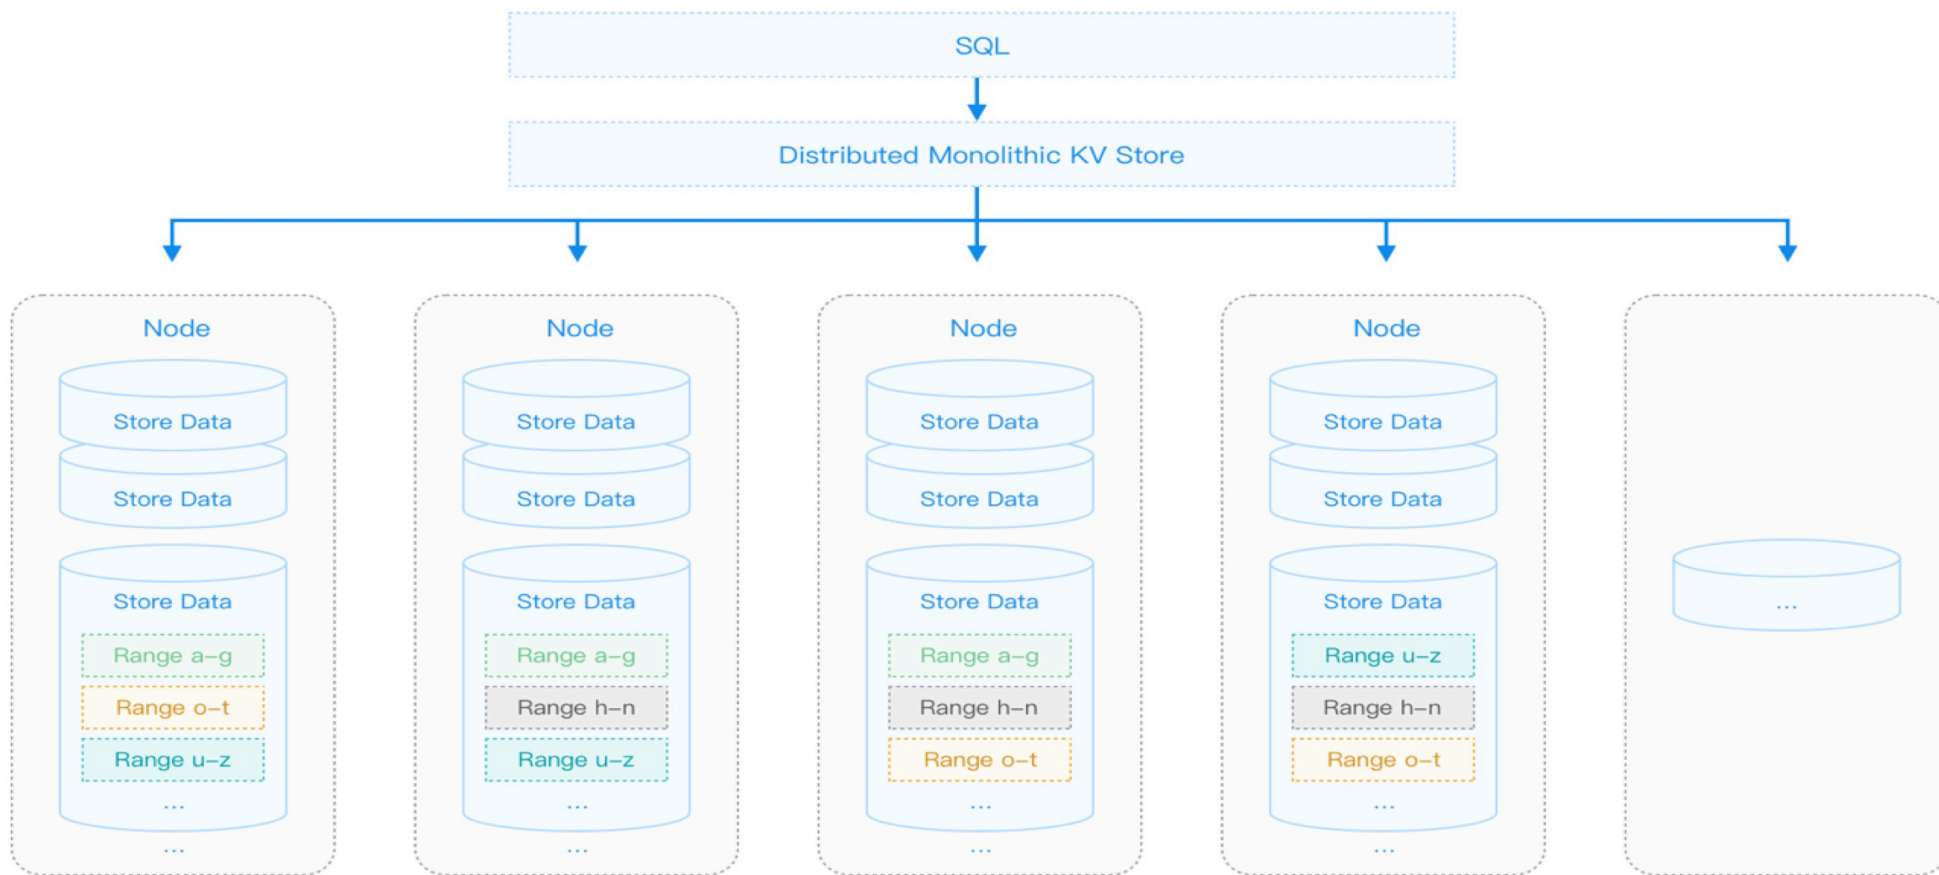 SQL
Distributed Monolithic KV Store
Node
Store Data
Store Data
Store Data
Range a–g
Range o–t
Range u–z
...
...
Node
Store Data
Store Data
Store Data
Range a–g
Range h–n
Range u–z
...
...
Node
Store Data
Store Data
Store Data
Range a–g
Range h–n
Range o–t
...
...
Node
Store Data
Store Data
Store Data
Range u–z
Range h–n
Range o–t
...
...
...